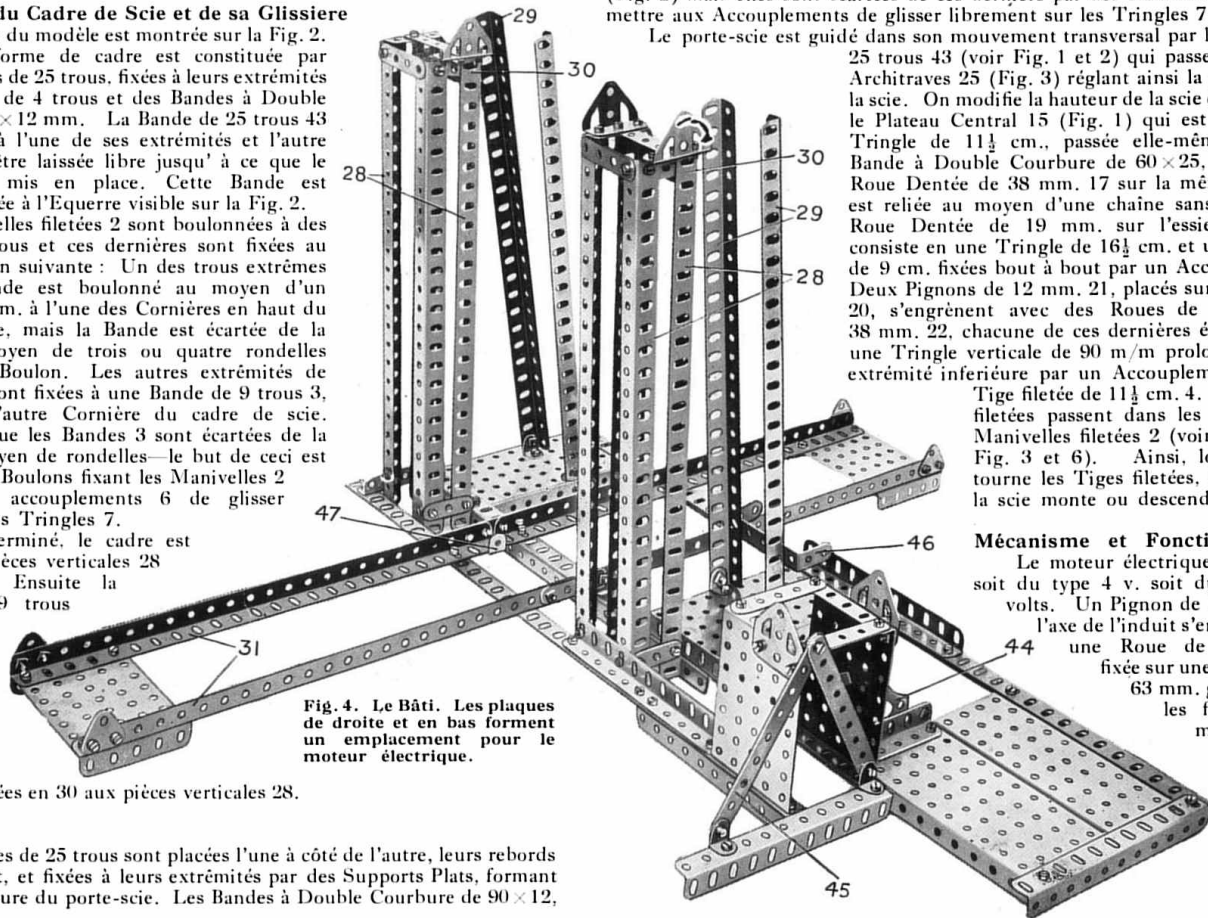 du Cadre de Scie et de sa Glissiere
du modèle est montrée sur la Fig. 2.
forme de cadre est constituée par
de 25 trous, fixées à leurs extrémités
de 4 trous et des Bandes à Double
× 12 mm. La Bande de 25 trous 43
à l'une de ses extrémités et l'autre
être laissée libre jusqu' à ce que le
mis en place. Cette Bande est
ée à l'Equerre visible sur la Fig. 2.
elles filetées 2 sont boulonnées à des
ous et ces dernières sont fixées au
n suivante : Un des trous extrêmes
nde est boulonné au moyen d'un
m. à l'une des Cornières en haut du
e, mais la Bande est écartée de la
oyen de trois ou quatre rondelles
Boulon. Les autres extrémités de
ont fixées à une Bande de 9 trous 3,
'autre Cornière du cadre de scie.
ue les Bandes 3 sont écartées de la
yen de rondelles—le but de ceci est
Boulons fixant les Manivelles 2
accouplements 6 de glisser
s Tringles 7.
erminé, le cadre est
ièces verticales 28
Ensuite la
9 trous
ées en 30 aux pièces verticales 28.
es de 25 trous sont placées l'une à côté de l'autre, leurs rebords
t, et fixées à leurs extrémités par des Supports Plats, formant
ure du porte-scie. Les Bandes à Double Courbure de 90 × 12,
mettre aux Accouplements de glisser librement sur les Tringles 7
Le porte-scie est guidé dans son mouvement transversal par l
25 trous 43 (voir Fig. 1 et 2) qui passe
Architraves 25 (Fig. 3) réglant ainsi la
la scie. On modifie la hauteur de la scie
le Plateau Central 15 (Fig. 1) qui est
Tringle de 11½ cm., passée elle-mêm
Bande à Double Courbure de 60 × 25,
Roue Dentée de 38 mm. 17 sur la mê
est reliée au moyen d'une chaîne sans
Roue Dentée de 19 mm. sur l'essie
consiste en une Tringle de 16½ cm. et u
de 9 cm. fixées bout à bout par un Acc
Deux Pignons de 12 mm. 21, placés sur
20, s'engrènent avec des Roues de
38 mm. 22, chacune de ces dernières é
une Tringle verticale de 90 m/m prolo
extrémité inferiéure par un Accouplem
Tige filetée de 11½ cm. 4.
filetées passent dans les
Manivelles filetées 2 (voir
Fig. 3 et 6). Ainsi, lo
tourne les Tiges filetées,
la scie monte ou descend
Mécanisme et Foncti
Le moteur électrique
soit du type 4 v. soit du
volts. Un Pignon de
l'axe de l'induit s'en
une Roue de
fixée sur une
63 mm. g
les f
m
29
30
28
30
29
28
47
46
31
44
45
Fig. 4. Le Bâti. Les plaques
de droite et en bas forment
un emplacement pour le
moteur électrique.